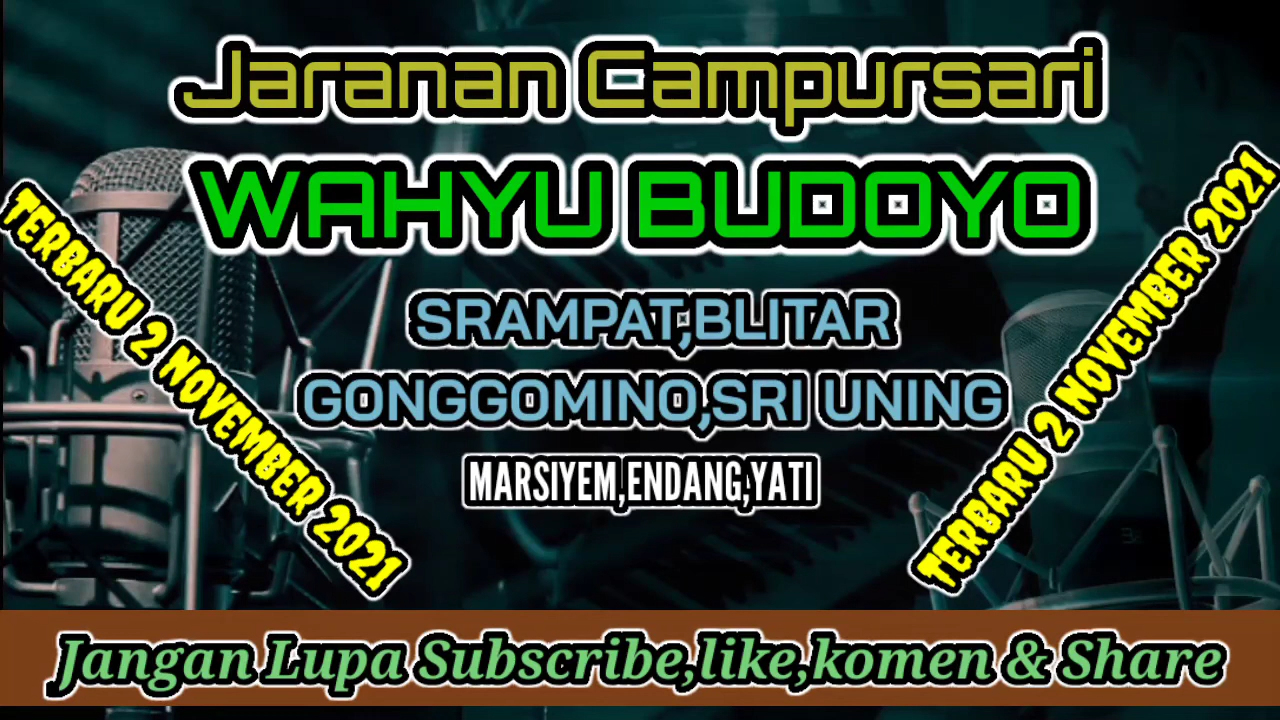 Jaranan Campursari
WAHYU BUDOYO
TERBARU 2 NOVEMBER 2021
TERBARU 2 NOVEMBER 2021
SRAMPAT,BLITAR
GONGGOMINO,SRI UNING
MARSIYEM,ENDANG,YATI
Jangan Lupa Subscribe,like,komen & Share